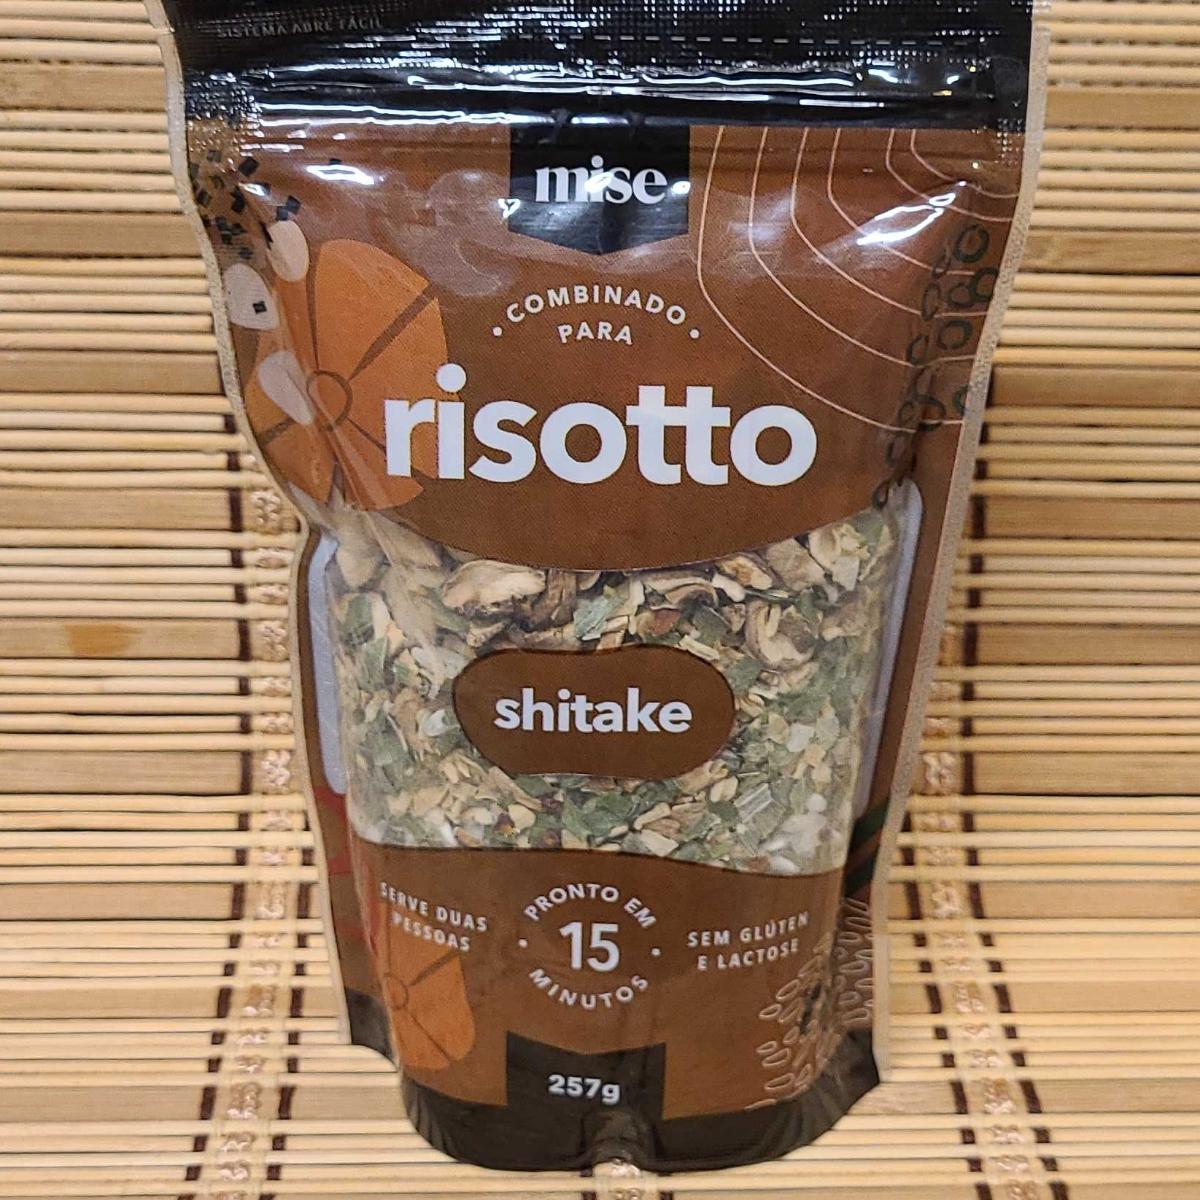 SISTEMA ABRE FÁCIL
mise
COMBINADO
PARA
risotto
shitake
SERVE DUAS
PESSOAS
PRONTO EM
15
MINUTOS
SEM GLÚTEN
E LACTOSE
257g